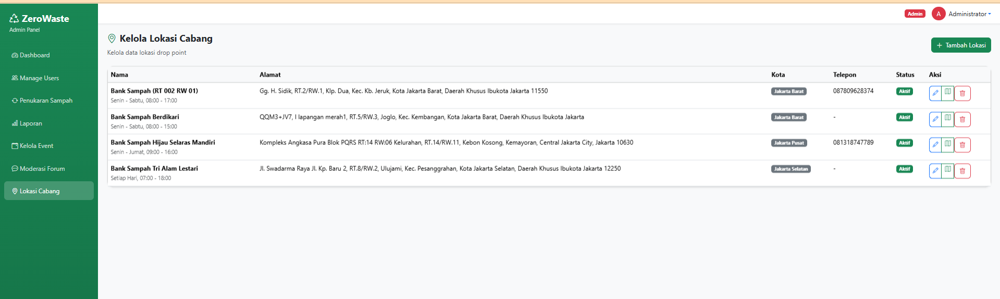 ZeroWaste
Admin Panel
Dashboard
Manage Users
Penukaran Sampah
Laporan
Kelola Event
Moderasi Forum
Lokasi Cabang
Admin
A
Administrator
Kelola Lokasi Cabang
Kelola data lokasi drop point
+ Tambah Lokasi
Nama Alamat Kota Telepon Status Aksi
Bank Sampah (RT 002 RW 01) Gg. H. Sidik, RT.2/RW.1, Klp. Dua, Kec. Kb. Jeruk, Kota Jakarta Barat, Daerah Khusus Ibukota Jakarta 11550 Jakarta Barat 087809628374 Aktif
Senin - Sabtu, 08:00 - 17:00
Bank Sampah Berdikari QQM3+JV7, l lapangan merah1, RT.5/RW.3, Joglo, Kec. Kembangan, Kota Jakarta Barat, Daerah Khusus Ibukota Jakarta Jakarta Barat - Aktif
Senin - Sabtu, 08:00 - 15:00
Bank Sampah Hijau Selaras Mandiri Kompleks Angkasa Pura Blok PQRS RT:14 RW:06 Kelurahan, RT.14/RW.11, Kebon Kosong, Kemayoran, Central Jakarta City, Jakarta 10630 Jakarta Pusat 081318747789 Aktif
Senin - Jumat, 09:00 - 16:00
Bank Sampah Tri Alam Lestari Jl. Swadarma Raya Jl. Kp. Baru 2, RT.8/RW.2, Ulujami, Kec. Pesanggrahan, Kota Jakarta Selatan, Daerah Khusus Ibukota Jakarta 12250 Jakarta Selatan - Aktif
Setiap Hari, 07:00 - 18:00